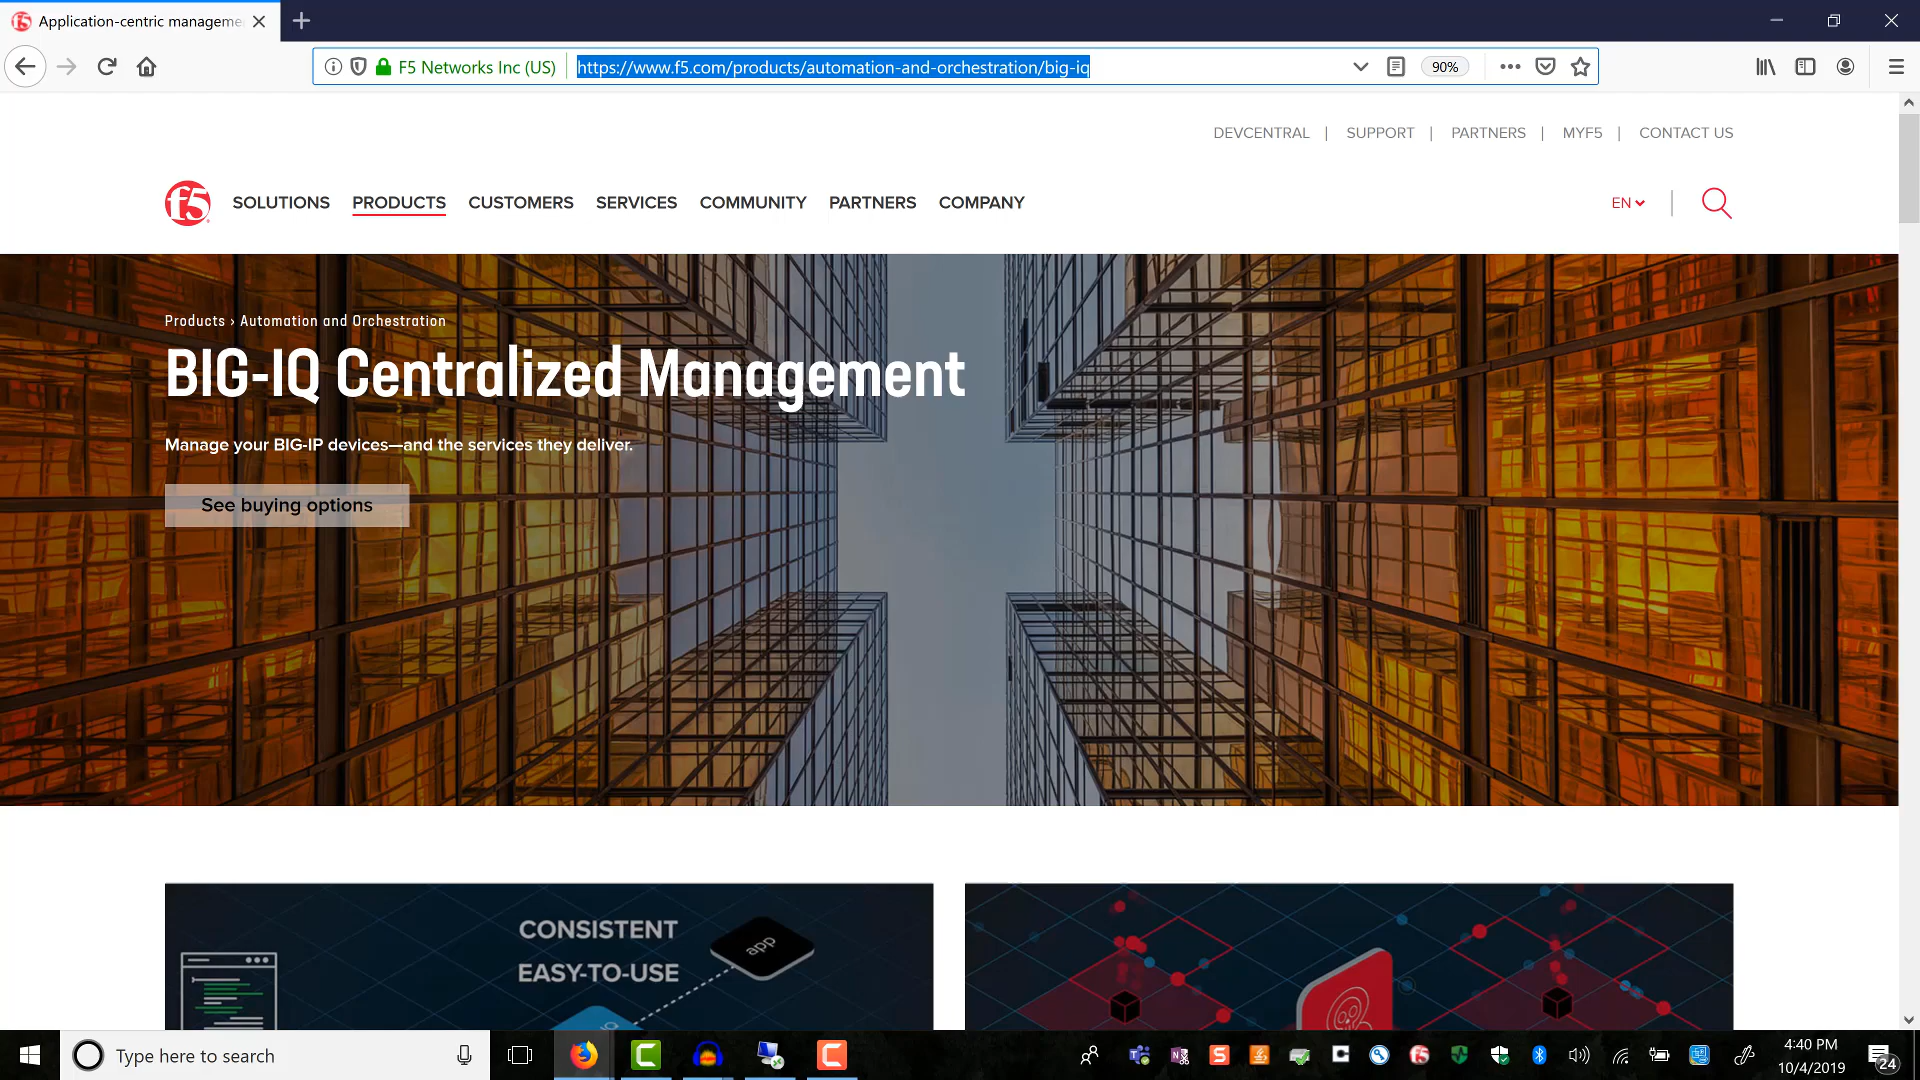 Application-centric manageme
F5 Networks Inc (US)
https://www.f5.com/products/automation-and-orchestration/big-iq
90%
DEVCENTRAL | SUPPORT | PARTNERS | MYF5 | CONTACT US
f5 SOLUTIONS PRODUCTS CUSTOMERS SERVICES COMMUNITY PARTNERS COMPANY EN
Products › Automation and Orchestration
BIG-IQ Centralized Management
Manage your BIG-IP devices—and the services they deliver.
See buying options
CONSISTENT
EASY-TO-USE
app
Type here to search
4:40 PM
10/4/2019
24